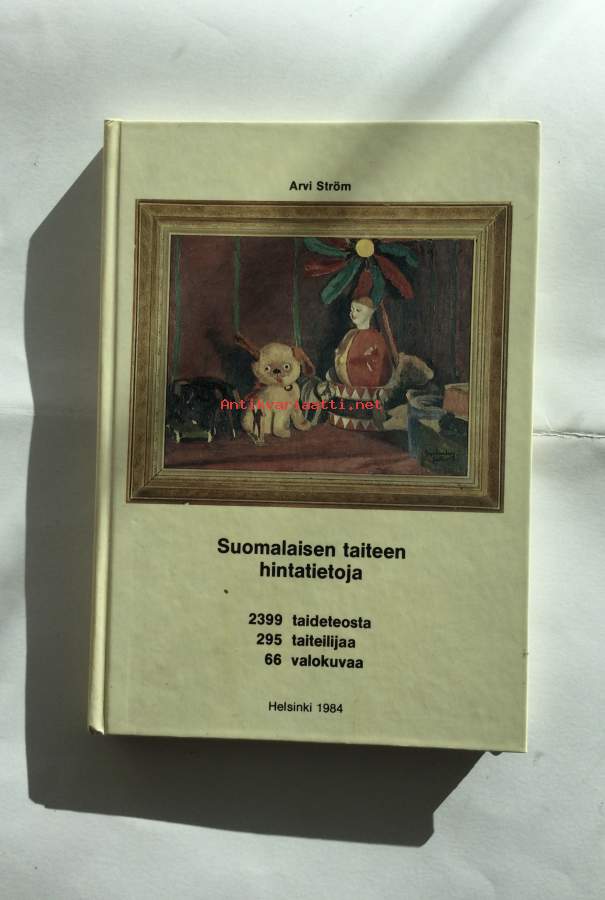 Arvi Ström
Antikvariaatti.net
Suomalaisen taiteen
hintatietoja
2399 taideteosta
295 taiteilijaa
66 valokuvaa
Helsinki 1984